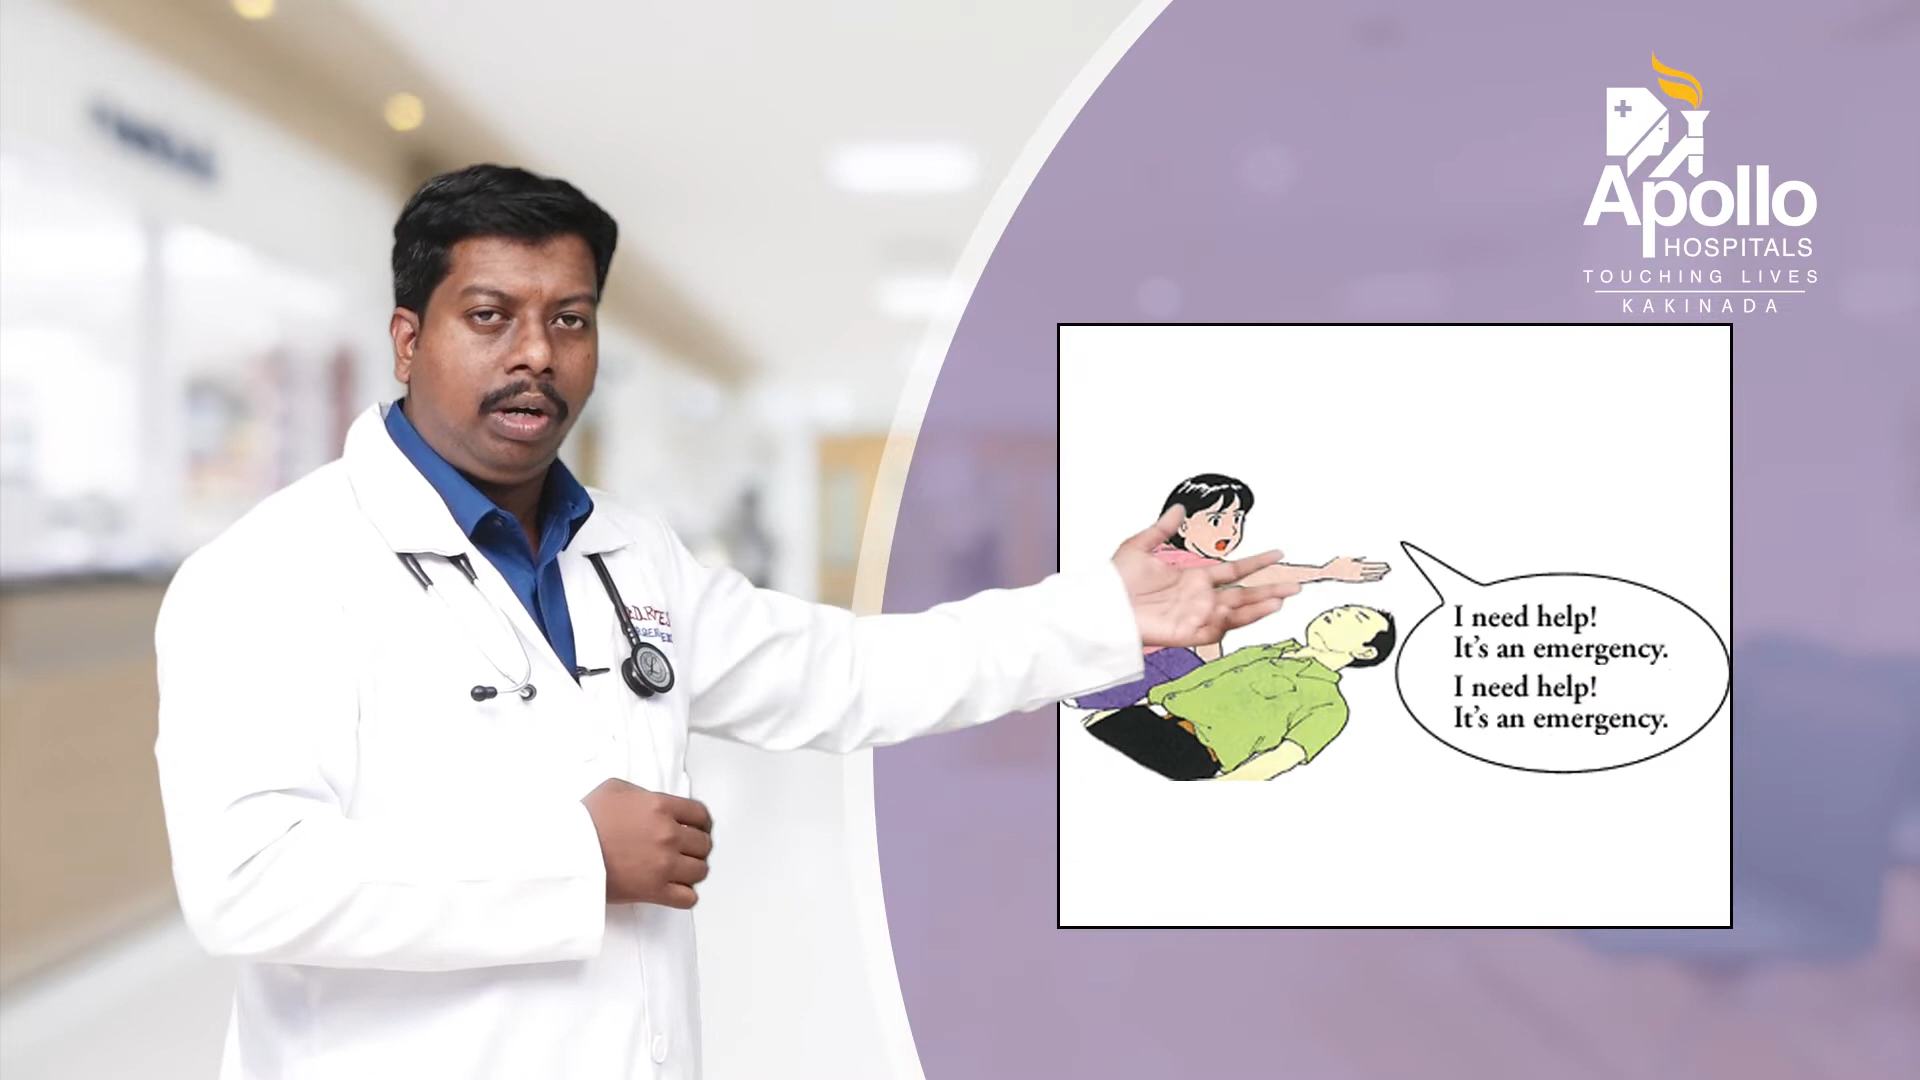 Apollo
HOSPITALS
TOUCHING LIVES
KAKINADA
I need help!
It's an emergency.
I need help!
It's an emergency.